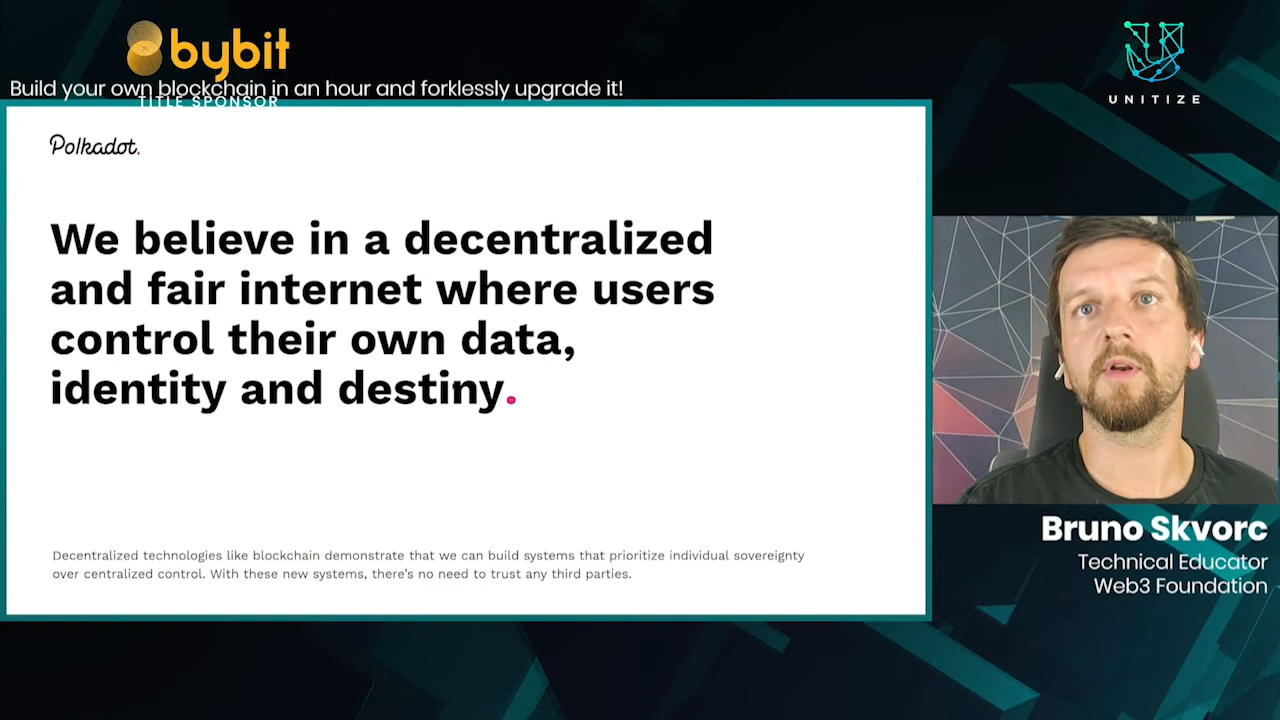 bybit
Build your own blockchain in an hour and forklessly upgrade it!
TITLE SPONSOR
UNITIZE
Polkadot.
We believe in a decentralized
and fair internet where users
control their own data,
identity and destiny.
Decentralized technologies like blockchain demonstrate that we can build systems that prioritize individual sovereignty
over centralized control. With these new systems, there's no need to trust any third parties.
Bruno Skvorc
Technical Educator
Web3 Foundation